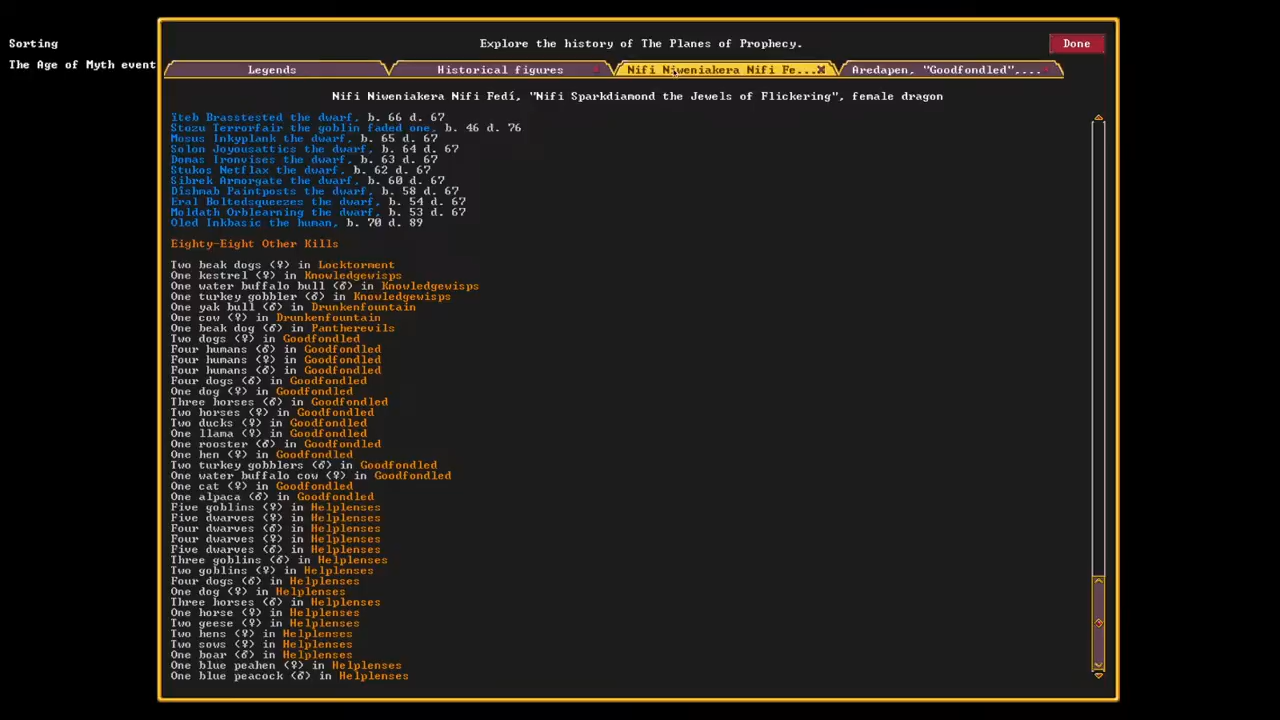 Sorting
The Age of Myth event
Explore the history of The Planes of Prophecy.
Done
Legends
Historical figures
Nifi Niweniakera Nifi Fe...
Aredapen, "Goodfondled",...
Nifi Niweniakera Nifi Fedí, "Nifi Sparkdiamond the Jewels of Flickering", female dragon
Iteb Brasstested the dwarf, b. 66 d. 67
Stozu Terrorfair the goblin faded one, b. 46 d. 76
Mosus Inkyplank the dwarf, b. 65 d. 67
Solon Joyousattics the dwarf, b. 64 d. 67
Domas Ironvises the dwarf, b. 63 d. 67
Stukos Netflax the dwarf, b. 62 d. 67
Sibrek Armorgate the dwarf, b. 60 d. 67
Dishmab Paintposts the dwarf, b. 58 d. 67
Eral Boltedsqueezes the dwarf, b. 54 d. 67
Moldath Orblearning the dwarf, b. 53 d. 67
Oled Inkbasic the human, b. 70 d. 89
Eighty-Eight Other Kills
Two beak dogs (♀) in Locktorment
One kestrel (♀) in Knowledgewisps
One water buffalo bull (♂) in Knowledgewisps
One turkey gobbler (♂) in Knowledgewisps
One yak bull (♂) in Drunkenfountain
One cow (♀) in Drunkenfountain
One beak dog (♂) in Pantherevils
Two dogs (♀) in Goodfondled
Four humans (♂) in Goodfondled
Four humans (♀) in Goodfondled
Four humans (♂) in Goodfondled
Four dogs (♂) in Goodfondled
One dog (♀) in Goodfondled
Three horses (♂) in Goodfondled
Two horses (♀) in Goodfondled
Two ducks (♀) in Goodfondled
One llama (♀) in Goodfondled
One rooster (♂) in Goodfondled
One hen (♀) in Goodfondled
Two turkey gobblers (♂) in Goodfondled
One water buffalo cow (♀) in Goodfondled
One cat (♀) in Goodfondled
One alpaca (♂) in Goodfondled
Five goblins (♀) in Helplenses
Five dwarves (♀) in Helplenses
Four dwarves (♂) in Helplenses
Four dwarves (♀) in Helplenses
Five dwarves (♂) in Helplenses
Three goblins (♂) in Helplenses
Two goblins (♀) in Helplenses
Four dogs (♂) in Helplenses
One dog (♀) in Helplenses
Three horses (♂) in Helplenses
One horse (♀) in Helplenses
Two geese (♀) in Helplenses
Two hens (♀) in Helplenses
Two sows (♀) in Helplenses
One boar (♂) in Helplenses
One blue peahen (♀) in Helplenses
One blue peacock (♂) in Helplenses